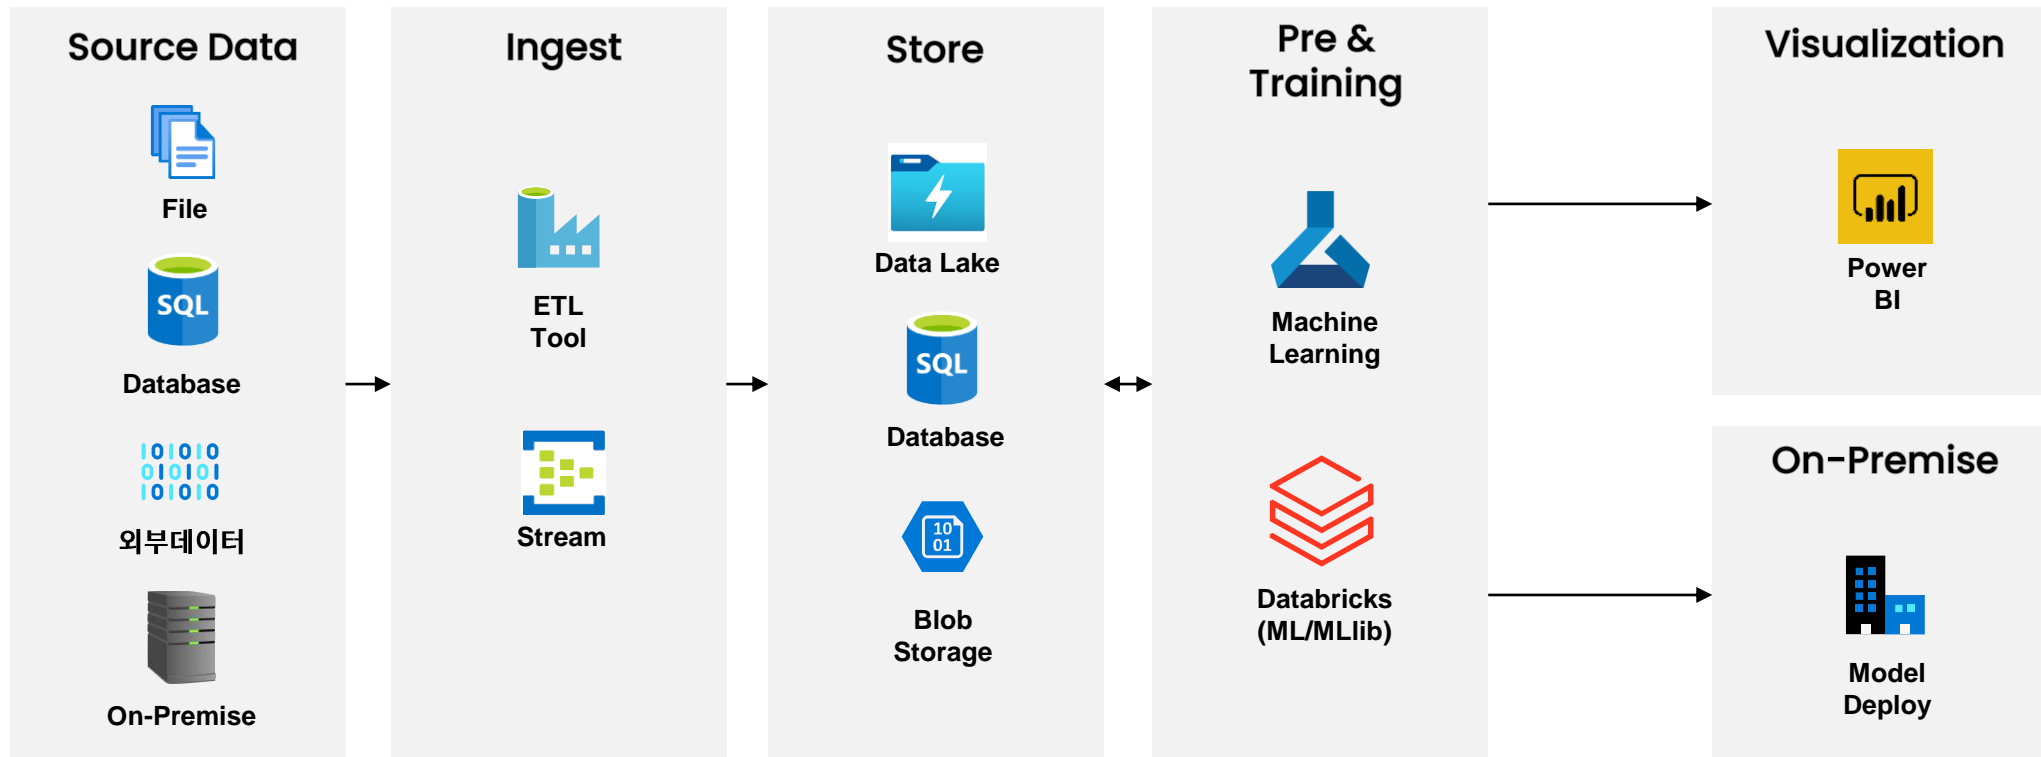 Source Data
File
SQL
Database
외부데이터
On-Premise
Ingest
ETL
Tool
Stream
Store
Data Lake
SQL
Database
10
01
Blob
Storage
Pre &
Training
Machine
Learning
Databricks
(ML/MLlib)
Visualization
Power
BI
On-Premise
Model
Deploy